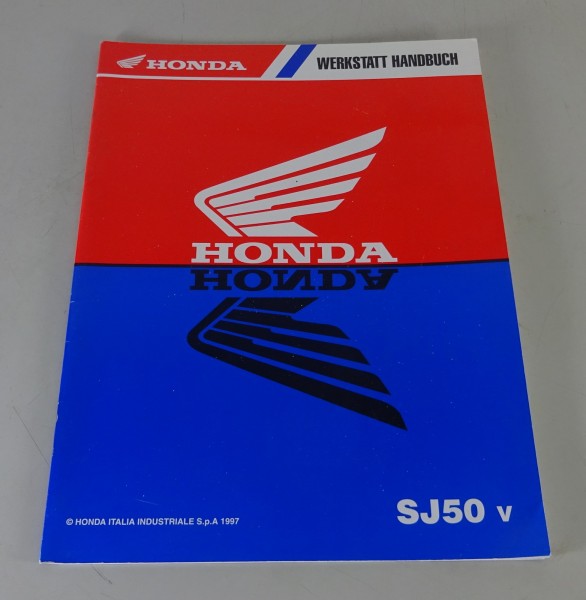 HONDA
WERKSTATT HANDBUCH
HONDA
HONDA
© HONDA ITALIA INDUSTRIALE S.p.A 1997
SJ50 V